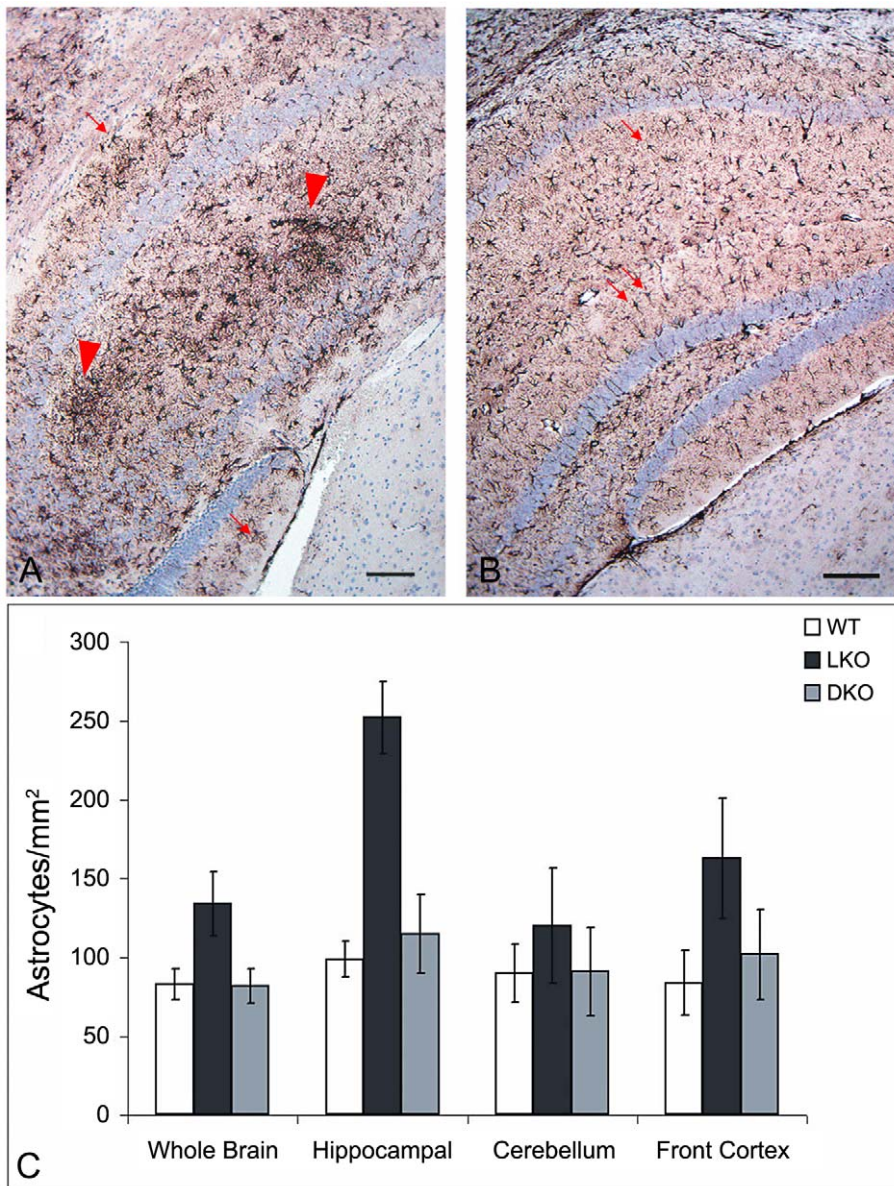 A
B
300
250
200
150
100
50
0
Astrocytes/mm²
WT
LKO
DKO
Whole Brain
Hippocampal
Cerebellum
Front Cortex
C